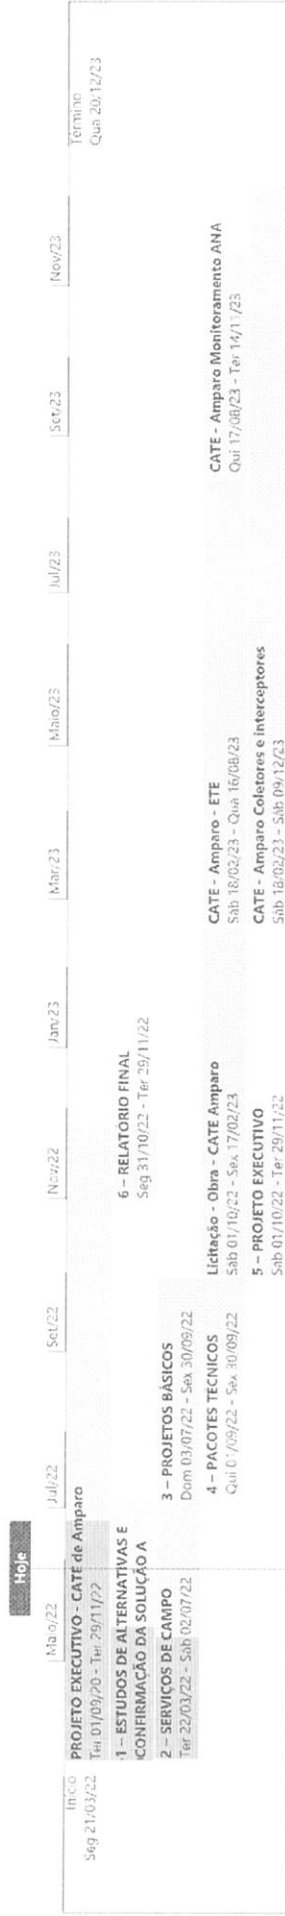 Hoje
Maio/22
Jul/22
Set/22
Nov/22
Jan/23
Mar/23
Maio/23
Jul/23
Set/23
Nov/23
Início
Seg 21/03/22
Término
Qua 20/12/23
PROJETO EXECUTIVO - CATE de Amparo
Ter 01/09/20 - Ter 29/11/22
1 – ESTUDOS DE ALTERNATIVAS E
CONFIRMAÇÃO DA SOLUÇÃO A
6 – RELATÓRIO FINAL
Seg 31/10/22 - Ter 29/11/22
2 – SERVIÇOS DE CAMPO
Ter 22/03/22 - Sáb 02/07/22
3 – PROJETOS BÁSICOS
Dom 03/07/22 - Sex 30/09/22
4 – PACOTES TÉCNICOS
Qui 01/09/22 - Sex 30/09/22
Licitação - Obra - CATE Amparo
Sáb 01/10/22 - Sex 17/02/23
CATE - Amparo - ETE
Sáb 18/02/23 - Qua 16/08/23
CATE - Amparo Monitoramento ANA
Qui 17/08/23 - Ter 14/11/23
5 – PROJETO EXECUTIVO
Sáb 01/10/22 - Ter 29/11/22
CATE - Amparo Coletores e interceptores
Sáb 18/02/23 - Sáb 09/12/23